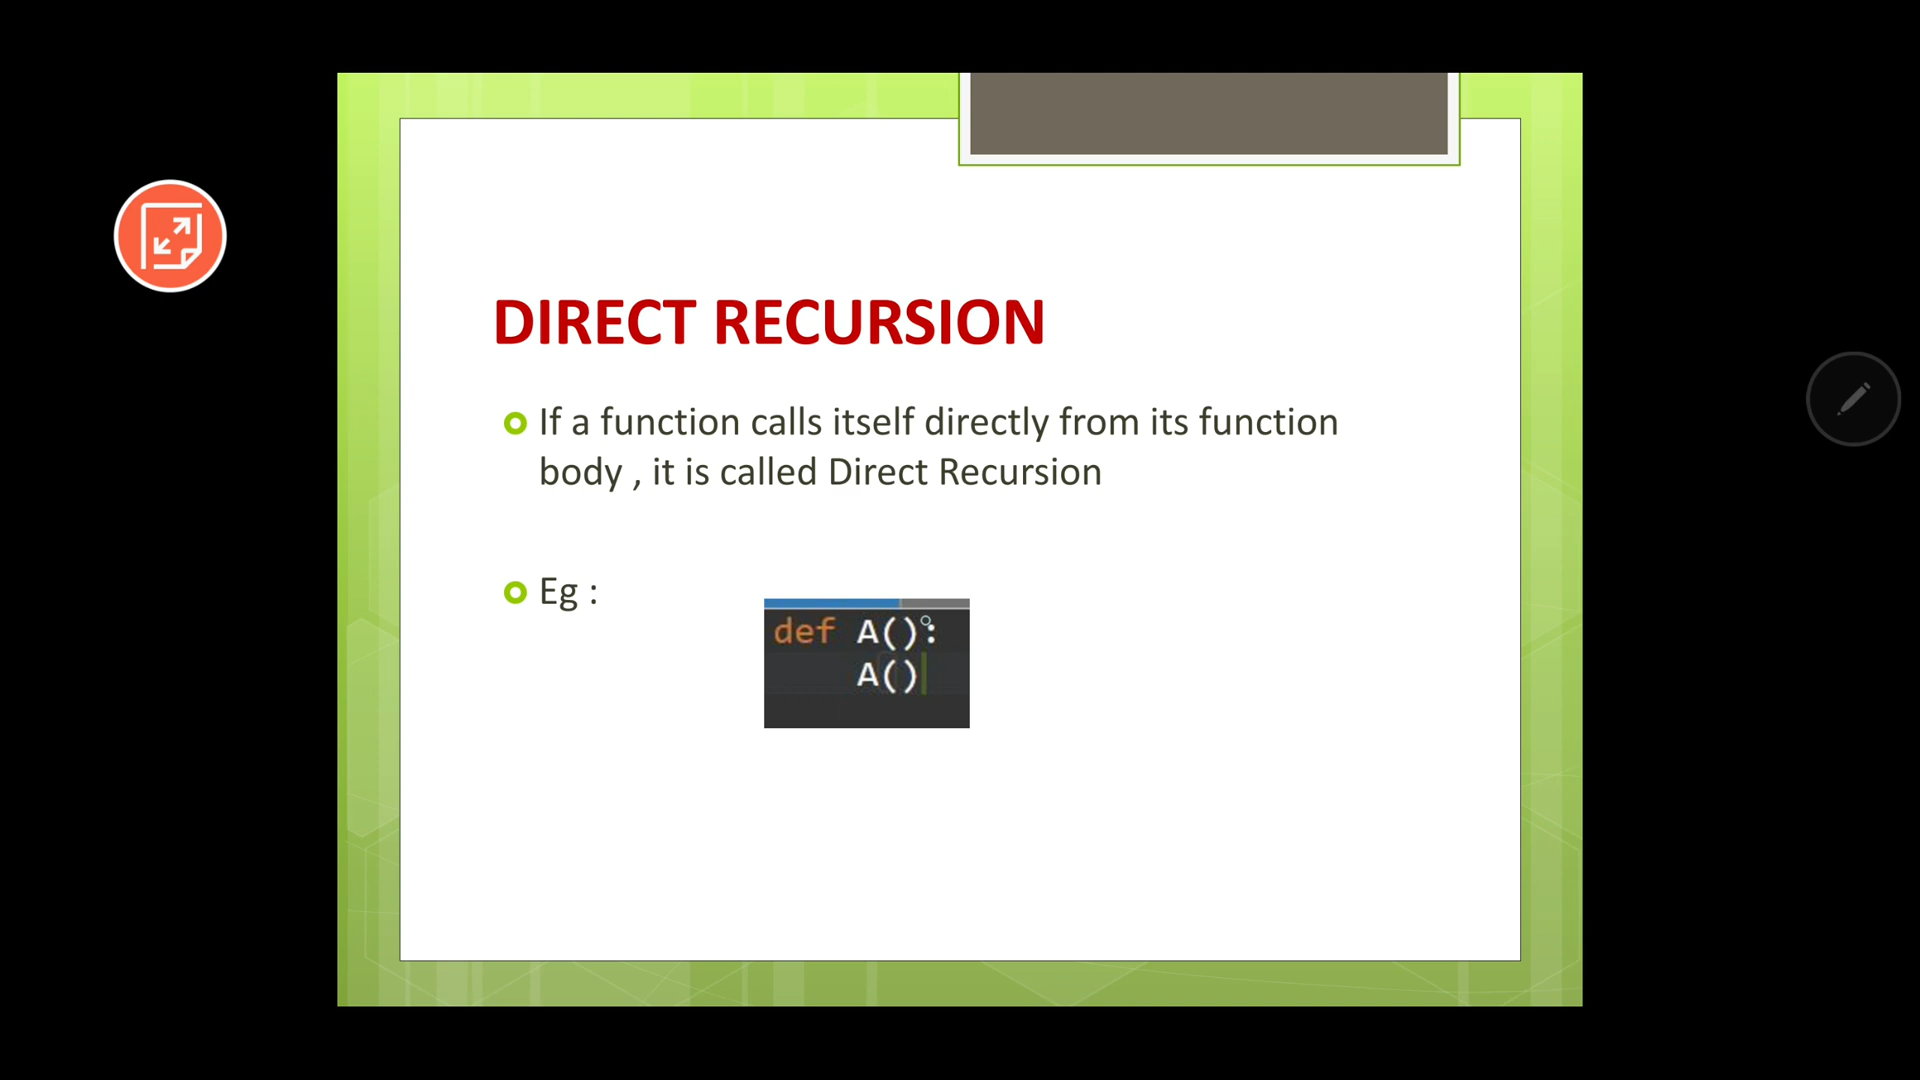 DIRECT RECURSION
If a function calls itself directly from its function
body , it is called Direct Recursion
Eg :
def A():
A()